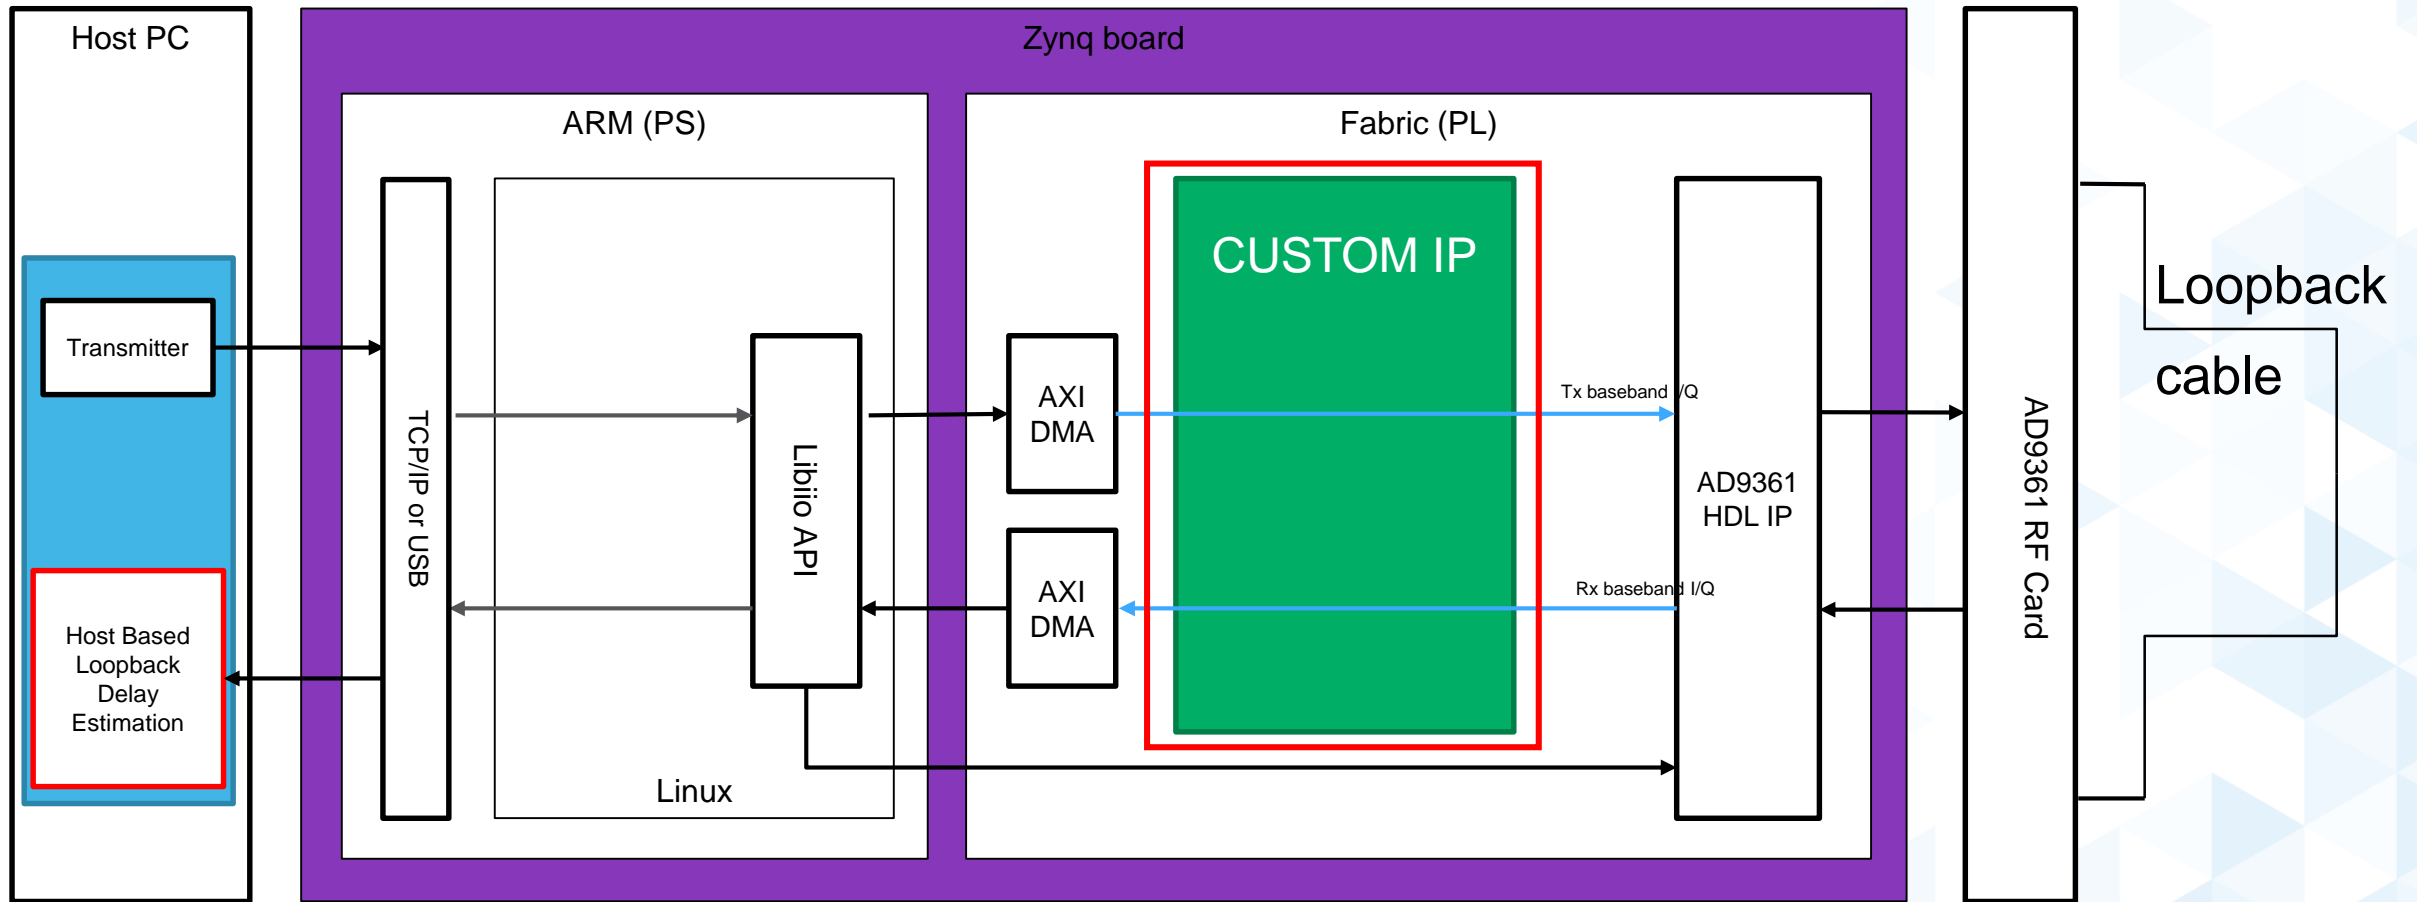 Host PC
Zynq board
ARM (PS)
Fabric (PL)
Transmitter
Host Based
Loopback
Delay
Estimation
TCP/IP or USB
Libiio API
Linux
AXI
DMA
AXI
DMA
CUSTOM IP
Tx baseband I/Q
Rx baseband I/Q
AD9361
HDL IP
AD9361 RF Card
Loopback
cable